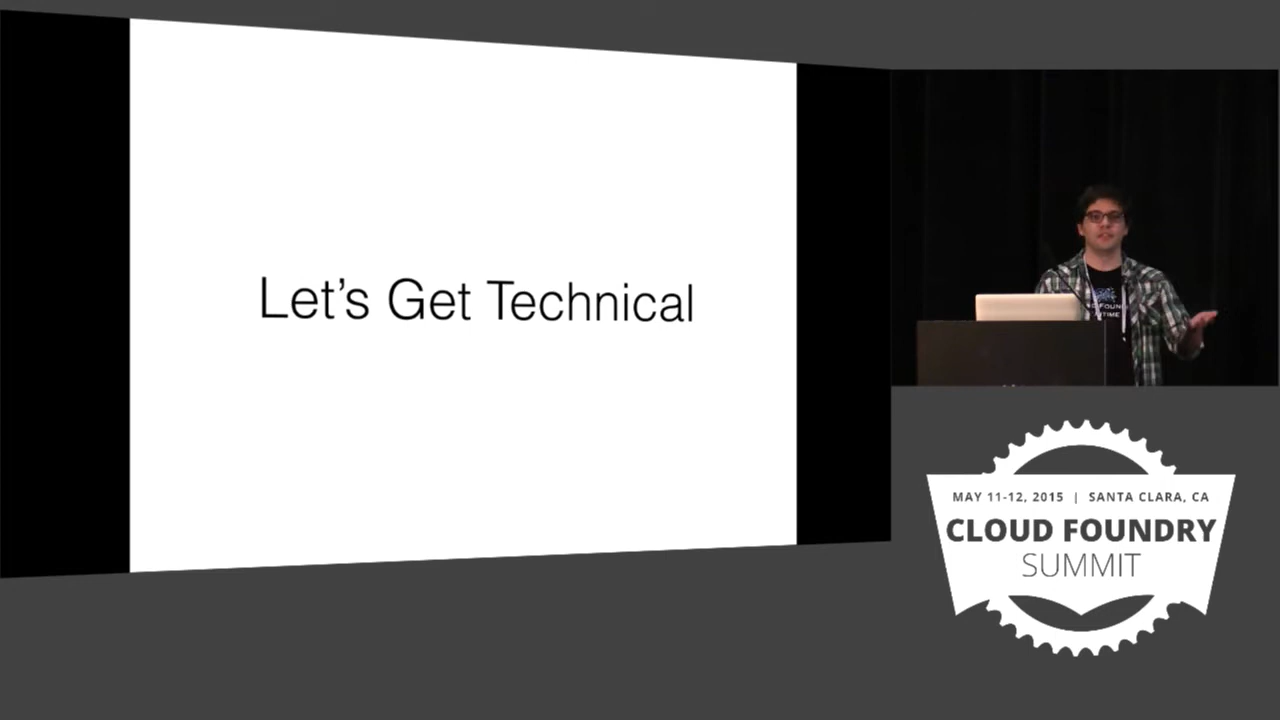 Let's Get Technical
MAY 11-12, 2015 | SANTA CLARA, CA
CLOUD FOUNDRY
SUMMIT